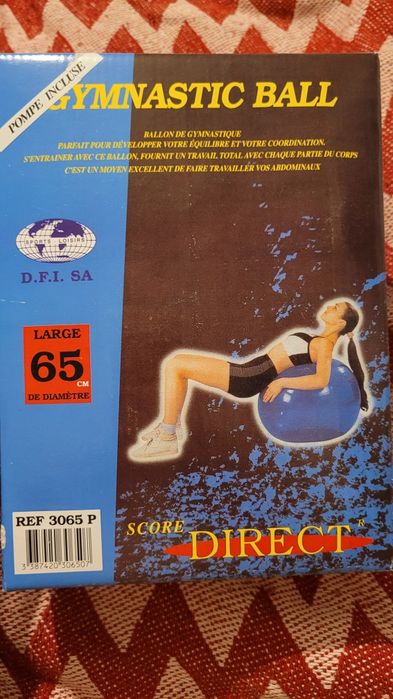 POMPE INCLUSE
GYMNASTIC BALL
BALLON DE GYMNASTIQUE
PARFAIT POUR DÉVELOPPER VOTRE ÉQUILIBRE ET VOTRE COORDINATION.
S'ENTRAINER AVEC CE BALLON, FOURNIT UN TRAVAIL TOTAL AVEC CHAQUE PARTIE DU CORPS
C'EST UN MOYEN EXCELLENT DE FAIRE TRAVAILLER VOS ABDOMINAUX
SPORTS LOISIRS
D.F.I. SA
LARGE
65 CM
DE DIAMÈTRE
REF 3065 P
3 387420 306507
SCORE
DIRECT®